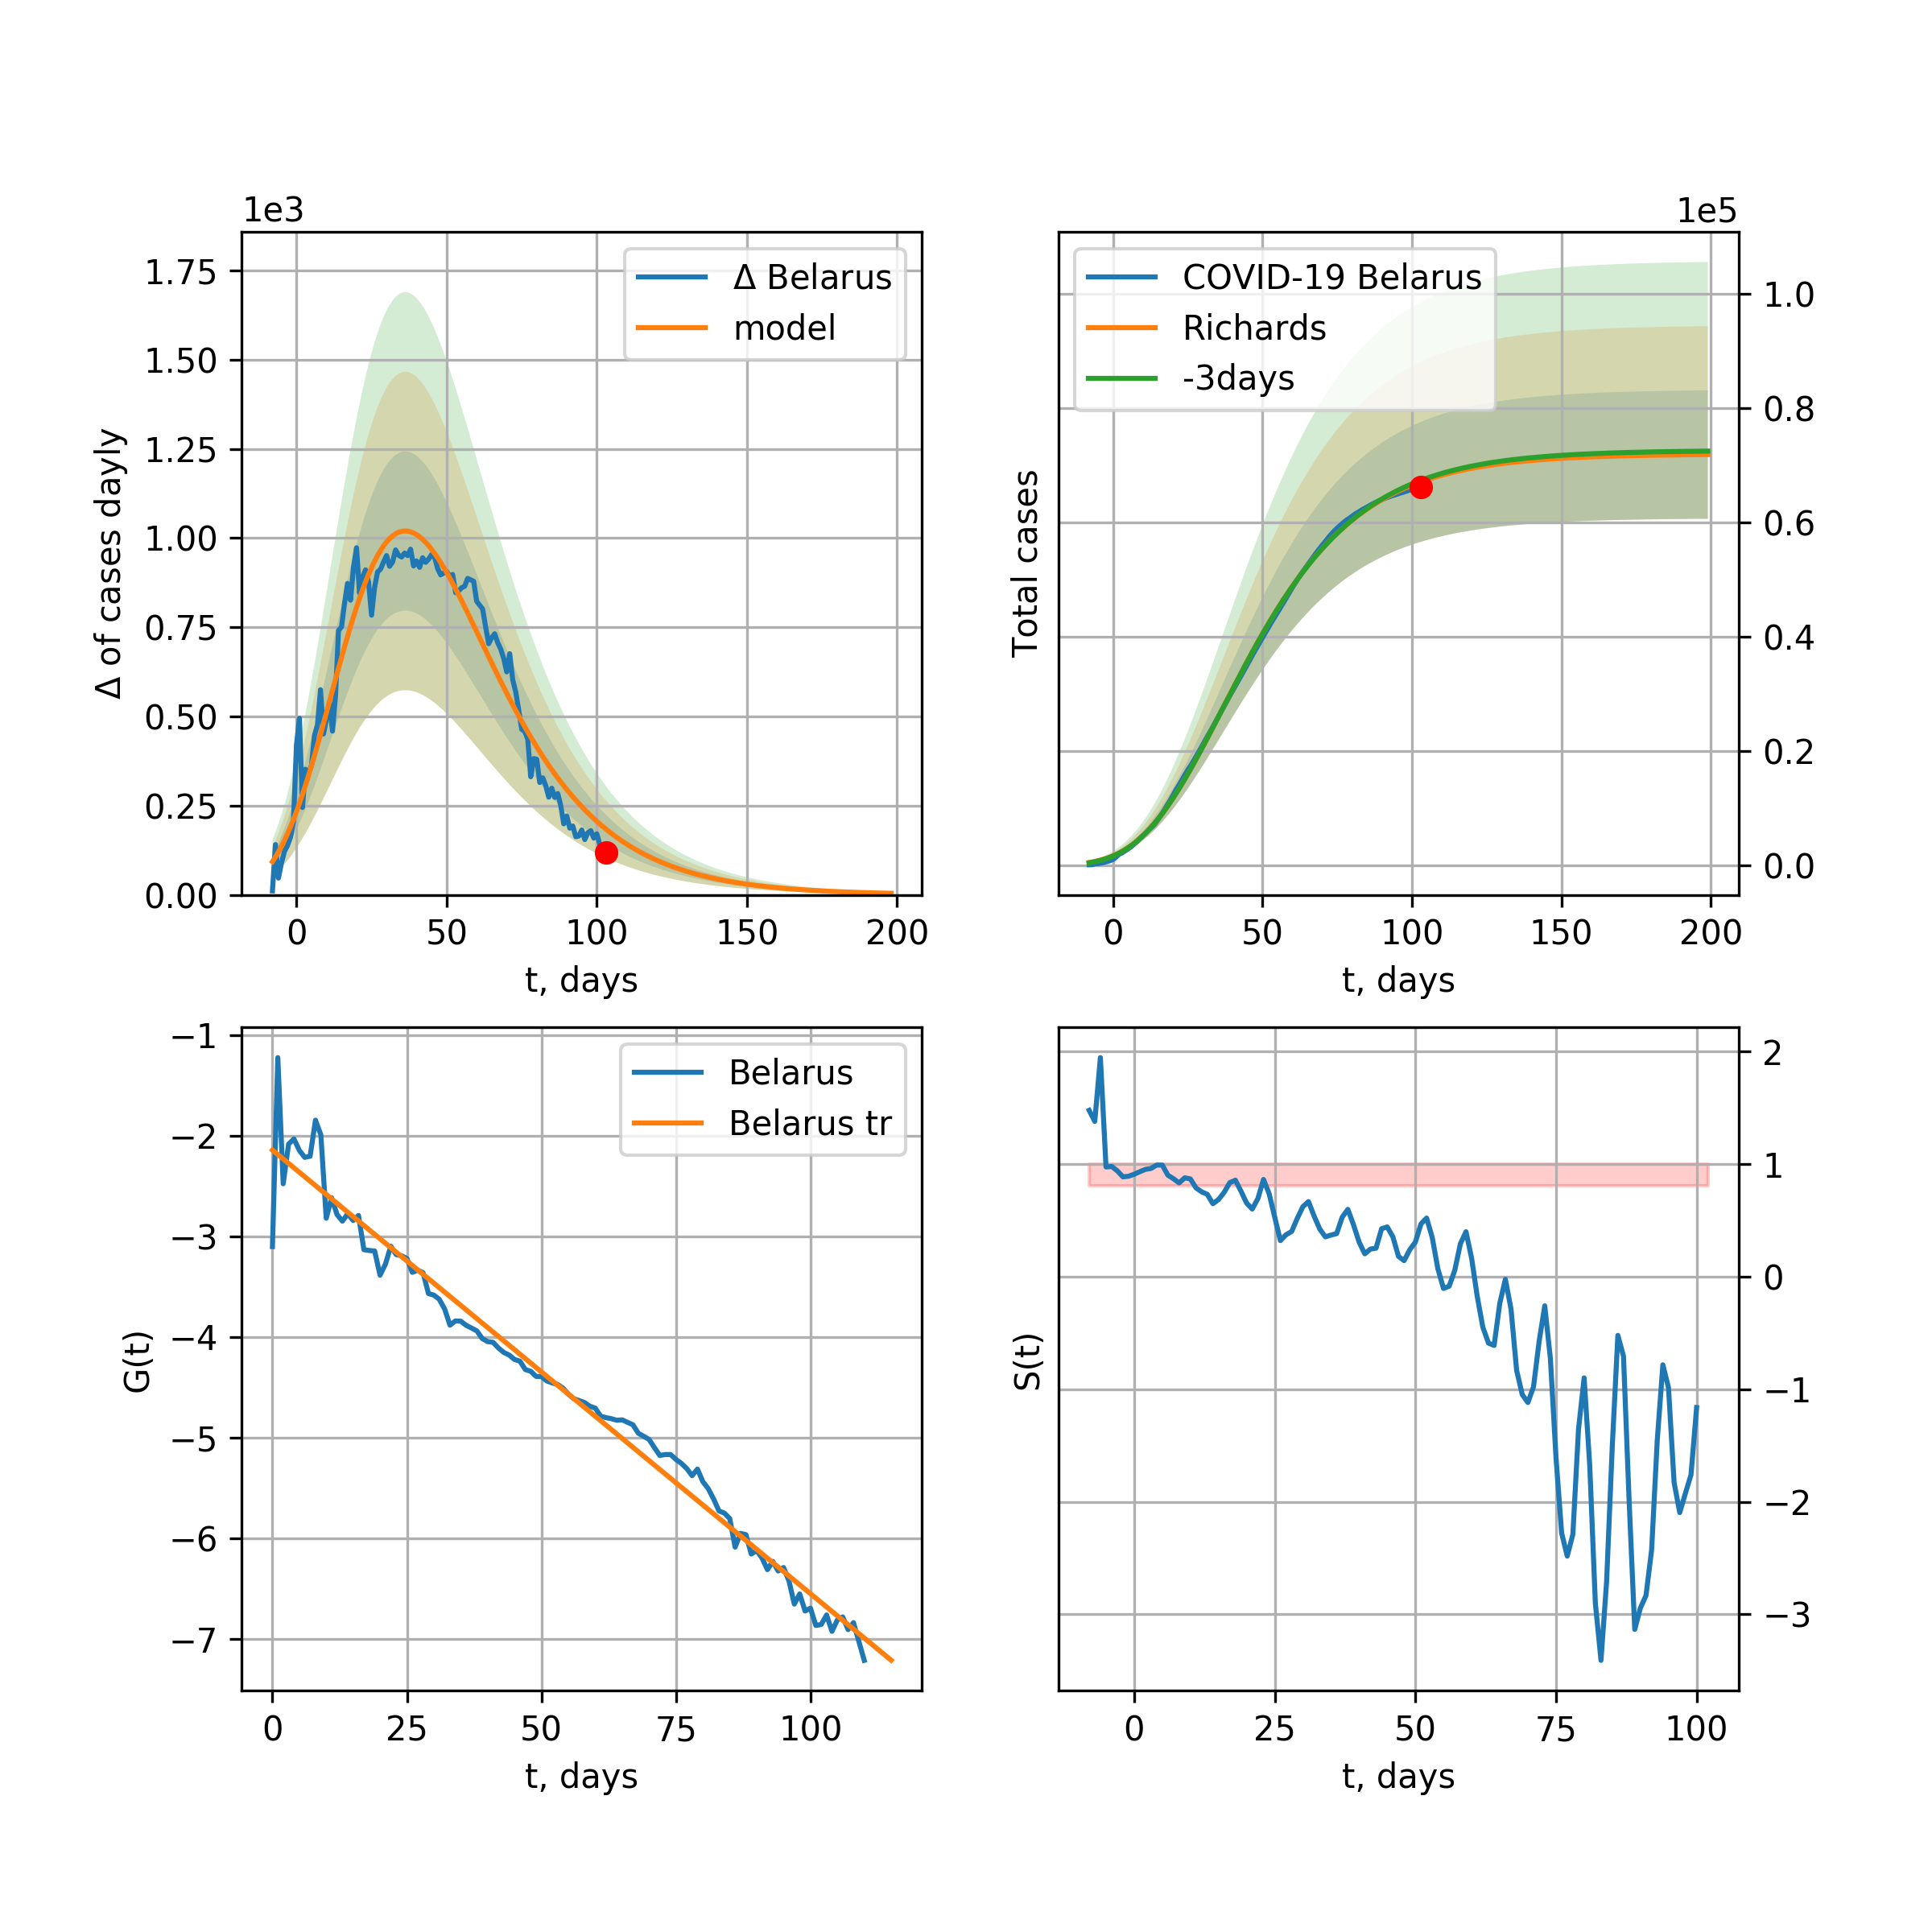 1e3
1.75
1.50
1.25
1.00
0.75
0.50
0.25
0.00
Δ of cases dayly
Δ Belarus
model
0 50 100 150 200
t, days
1e5
COVID-19 Belarus
Richards
-3days
Total cases
1.0
0.8
0.6
0.4
0.2
0.0
0 50 100 150 200
t, days
−1
−2
−3
−4
−5
−6
−7
G(t)
Belarus
Belarus tr
0 25 50 75 100
t, days
S(t)
2
1
0
−1
−2
−3
0 25 50 75 100
t, days